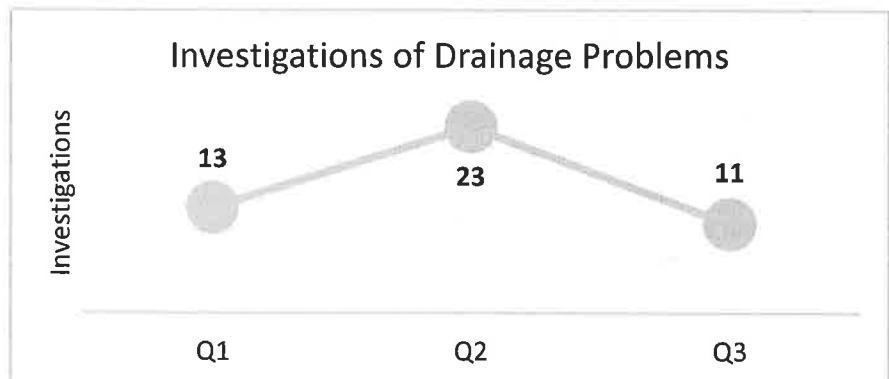 Investigations of Drainage Problems
Investigations
13
23
11
Q1 Q2 Q3